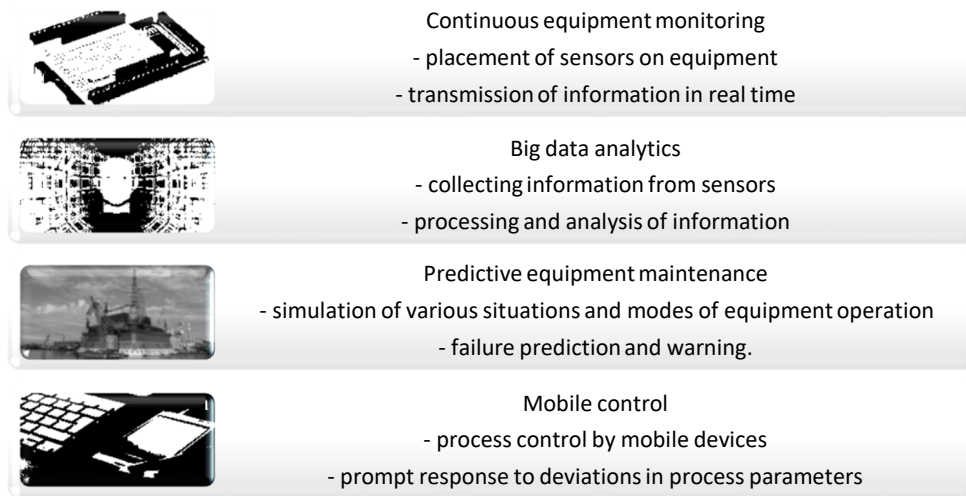 Continuous equipment monitoring
- placement of sensors on equipment
- transmission of information in real time
Big data analytics
- collecting information from sensors
- processing and analysis of information
Predictive equipment maintenance
- simulation of various situations and modes of equipment operation
- failure prediction and warning.
Mobile control
- process control by mobile devices
- prompt response to deviations in process parameters